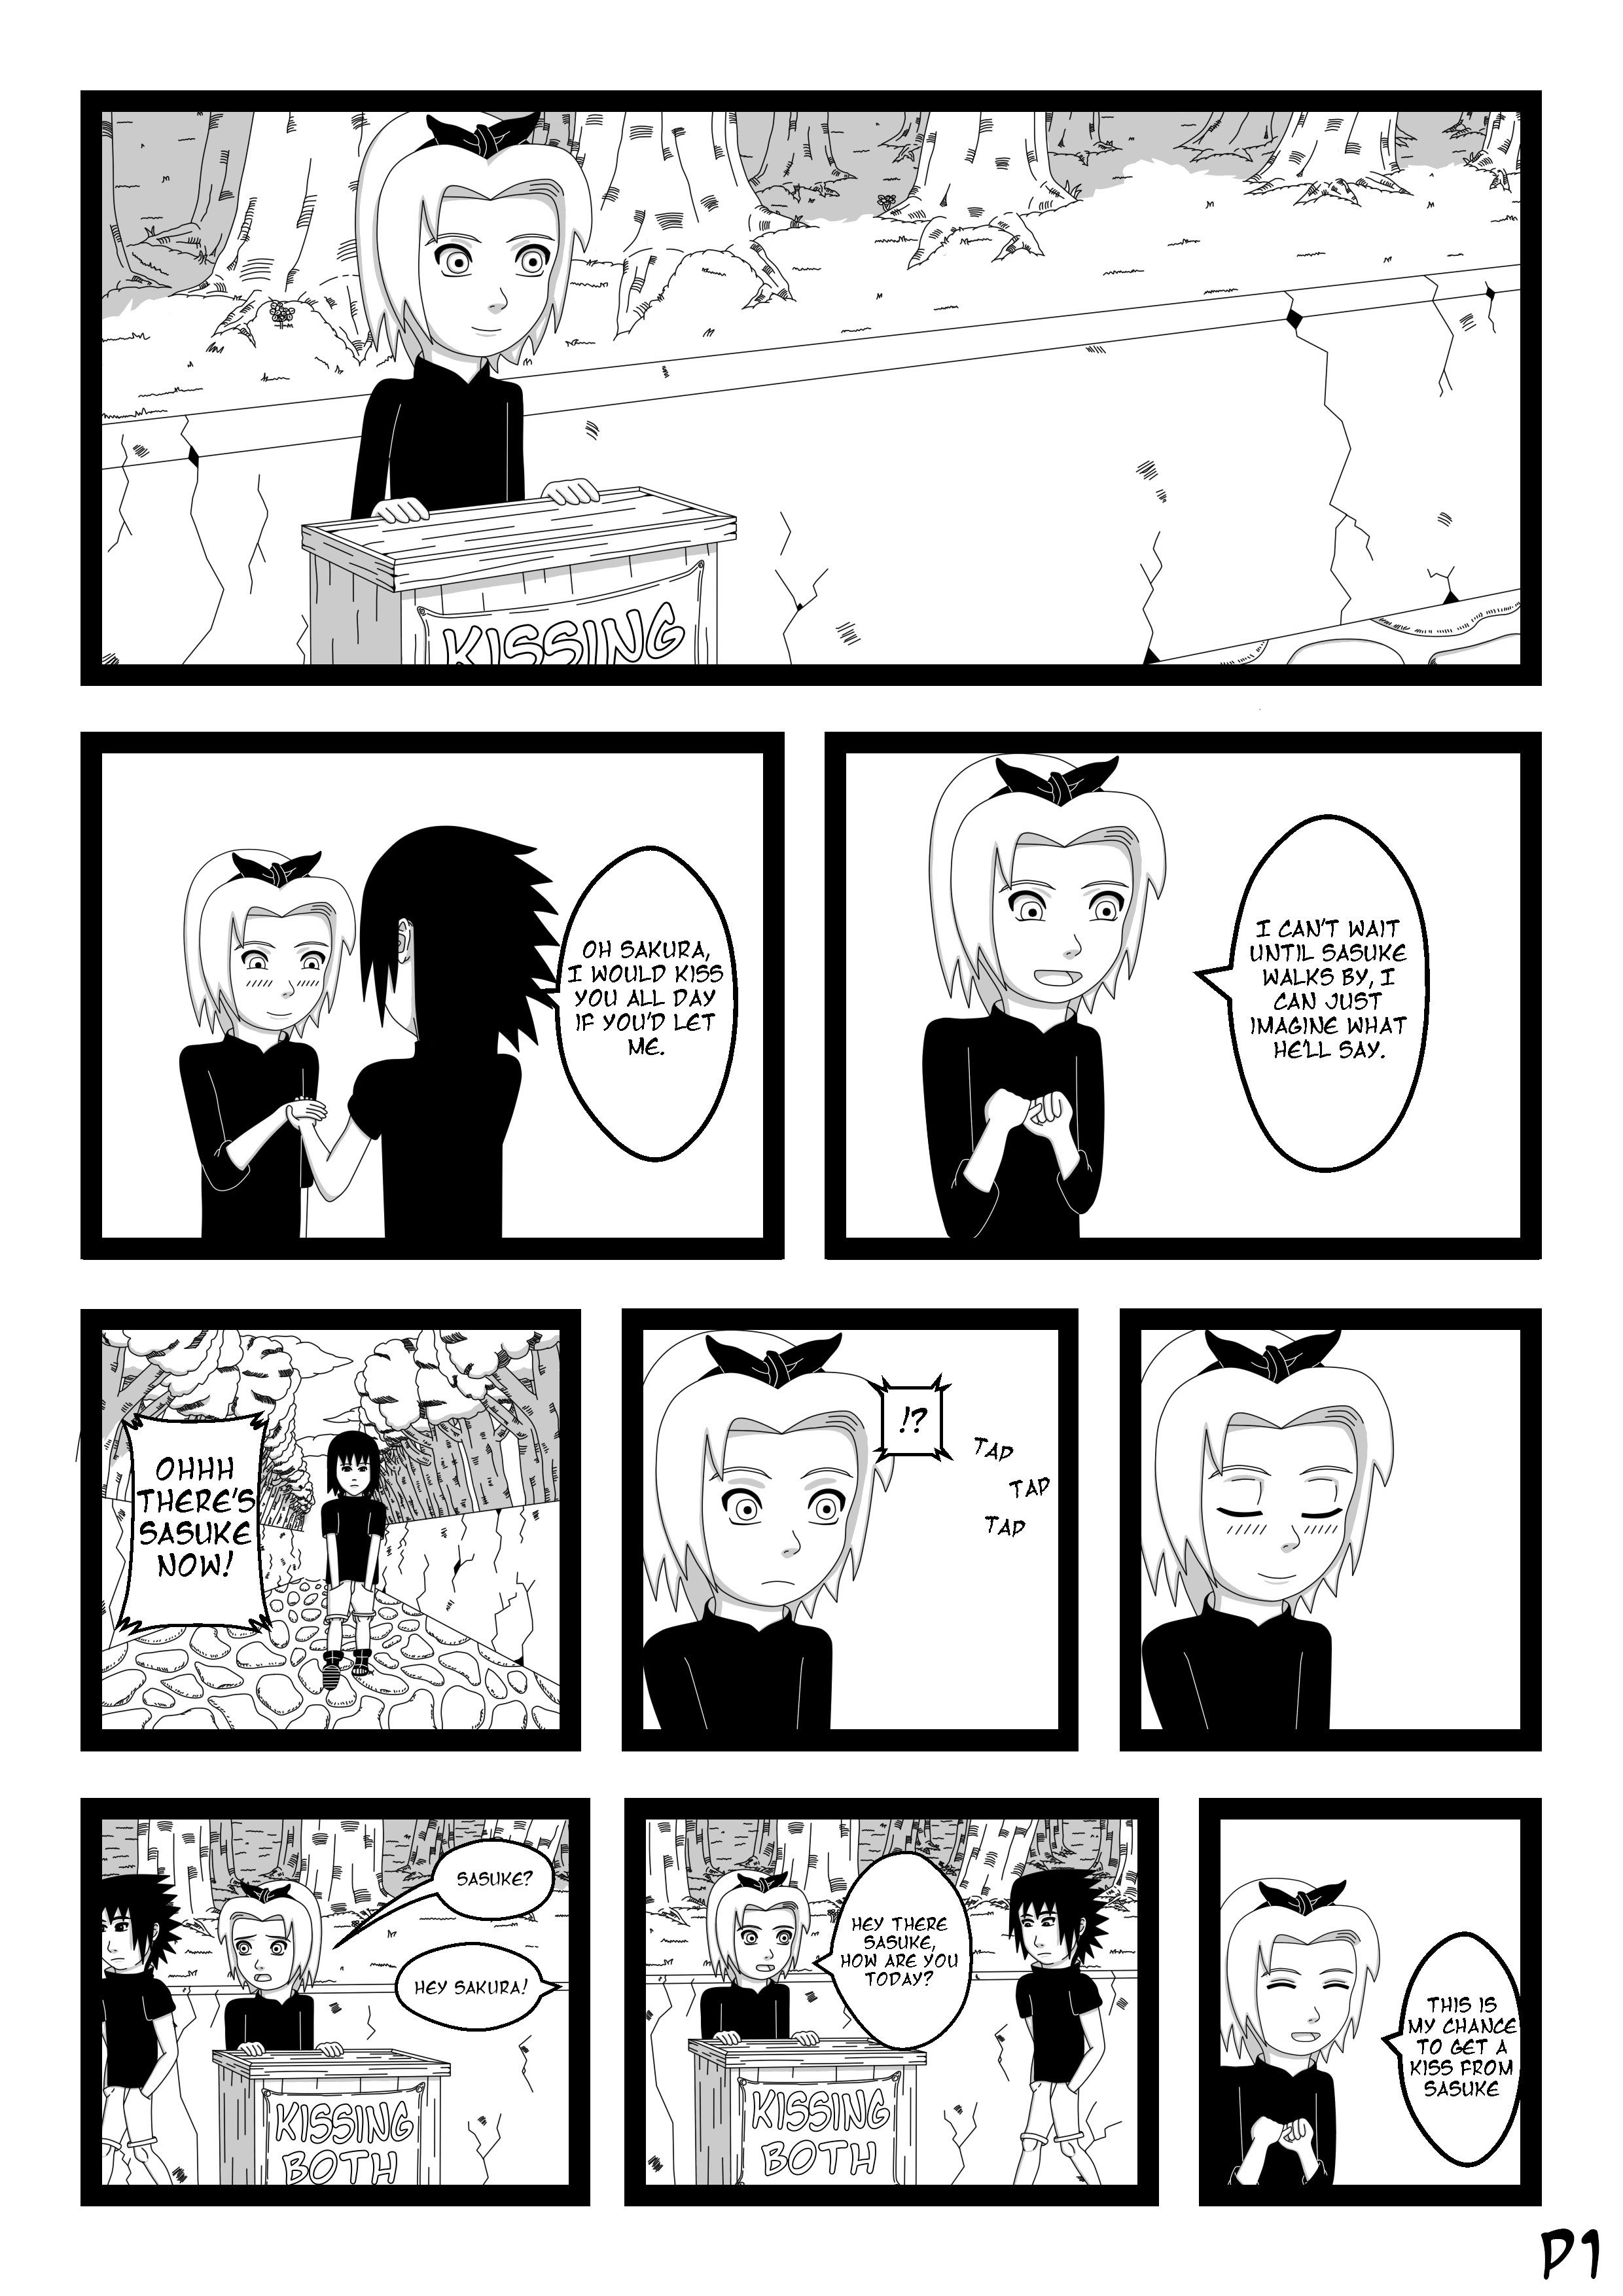 KISSING
I CAN'T WAIT
UNTIL SASUKE
WALKS BY, I
CAN JUST
IMAGINE WHAT
HE'LL SAY.
OH SAKURA,
I WOULD KISS
YOU ALL DAY
IF YOU'D LET
ME.
!?
TAP
TAP
TAP
OHHH
THERE'S
SASUKE
NOW!
THIS IS
MY CHANCE
TO GET A
KISS FROM
SASUKE
HEY THERE
SASUKE,
HOW ARE YOU
TODAY?
KISSING
BOTH
SASUKE?
HEY SAKURA!
KISSING
BOTH
P1